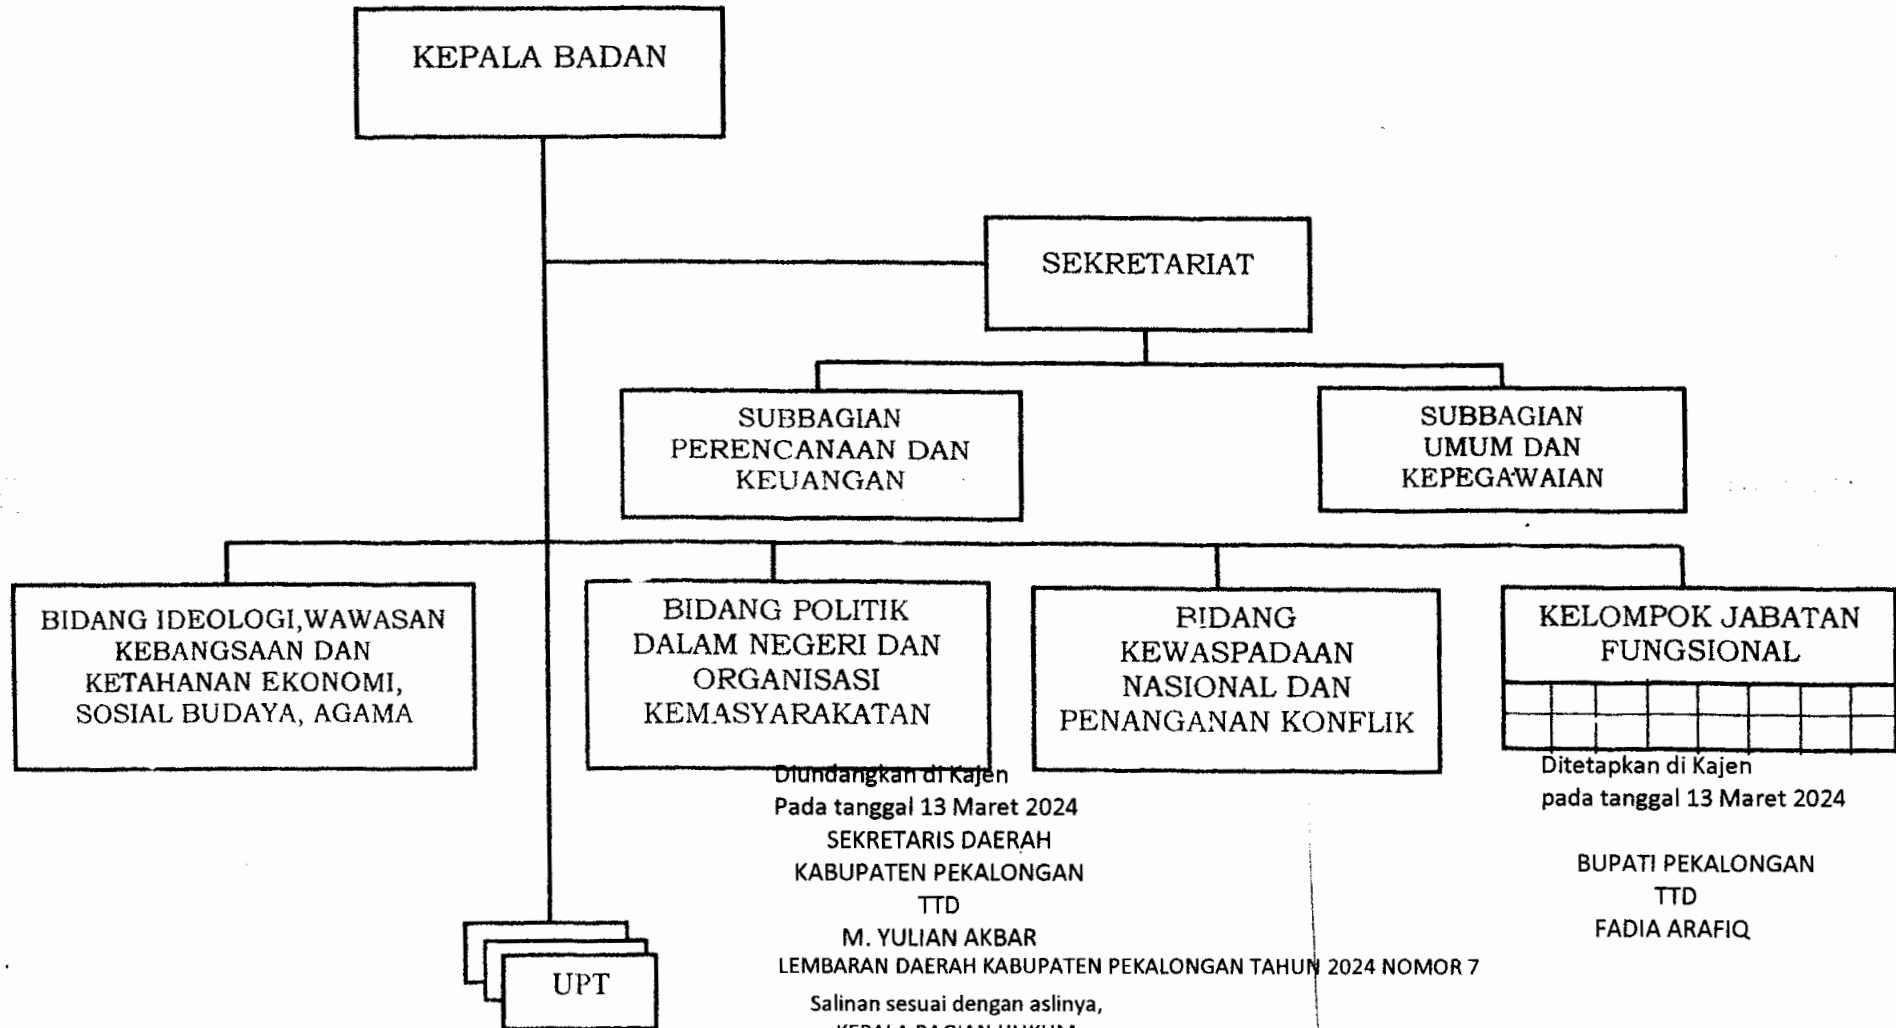 KEPALA BADAN
SEKRETARIAT
SUBBAGIAN
PERENCANAAN DAN
KEUANGAN
SUBBAGIAN
UMUM DAN
KEPEGAWAIAN
BIDANG IDEOLOGI,WAWASAN
KEBANGSAAN DAN
KETAHANAN EKONOMI,
SOSIAL BUDAYA, AGAMA
BIDANG POLITIK
DALAM NEGERI DAN
ORGANISASI
KEMASYARAKATAN
BIDANG
KEWASPADAAN
NASIONAL DAN
PENANGANAN KONFLIK
KELOMPOK JABATAN
FUNGSIONAL
Diundangkan di Kajen
Pada tanggal 13 Maret 2024
SEKRETARIS DAERAH
KABUPATEN PEKALONGAN
TTD
M. YULIAN AKBAR
LEMBARAN DAERAH KABUPATEN PEKALONGAN TAHUN 2024 NOMOR 7
Salinan sesuai dengan aslinya,
KEPALA BAGIAN HUKUM
Ditetapkan di Kajen
pada tanggal 13 Maret 2024
BUPATI PEKALONGAN
TTD
FADIA ARAFIQ
UPT